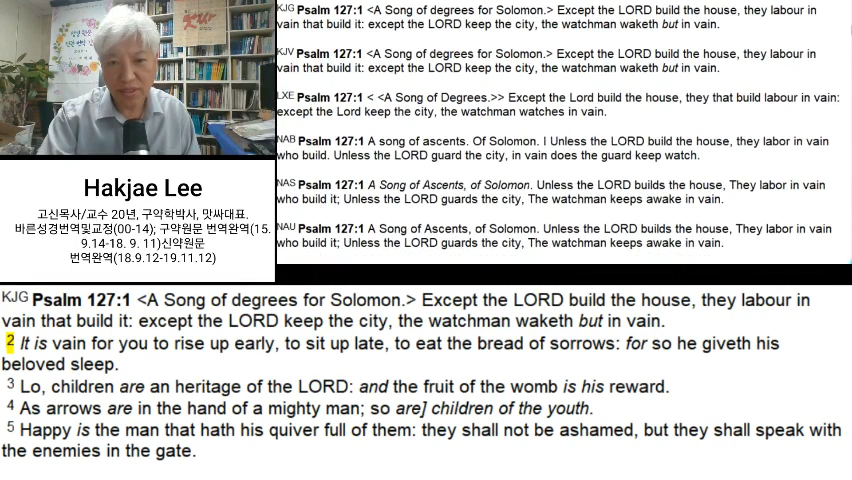 맛싸
Hakjae Lee
고신목사/교수 20년, 구약학박사, 맛싸대표.
바른성경번역및교정(00-14); 구약원문 번역완역(15.
9.14-18. 9. 11)신약원문
번역완역(18.9.12-19.11.12)
KJG Psalm 127:1 <A Song of degrees for Solomon.> Except the LORD build the house, they labour in
vain that build it: except the LORD keep the city, the watchman waketh but in vain.
KJV Psalm 127:1 <A Song of degrees for Solomon.> Except the LORD build the house, they labour in
vain that build it: except the LORD keep the city, the watchman waketh but in vain.
LXE Psalm 127:1 < <A Song of Degrees.>> Except the Lord build the house, they that build labour in vain:
except the Lord keep the city, the watchman watches in vain.
NAB Psalm 127:1 A song of ascents. Of Solomon. I Unless the LORD build the house, they labor in vain
who build. Unless the LORD guard the city, in vain does the guard keep watch.
NAS Psalm 127:1 A Song of Ascents, of Solomon. Unless the LORD builds the house, They labor in vain
who build it; Unless the LORD guards the city, The watchman keeps awake in vain.
NAU Psalm 127:1 A Song of Ascents, of Solomon. Unless the LORD builds the house, They labor in vain
who build it; Unless the LORD guards the city, The watchman keeps awake in vain.
KJG Psalm 127:1 <A Song of degrees for Solomon.> Except the LORD build the house, they labour in
vain that build it: except the LORD keep the city, the watchman waketh but in vain.
2 It is vain for you to rise up early, to sit up late, to eat the bread of sorrows: for so he giveth his
beloved sleep.
3 Lo, children are an heritage of the LORD: and the fruit of the womb is his reward.
4 As arrows are in the hand of a mighty man; so are] children of the youth.
5 Happy is the man that hath his quiver full of them: they shall not be ashamed, but they shall speak with
the enemies in the gate.